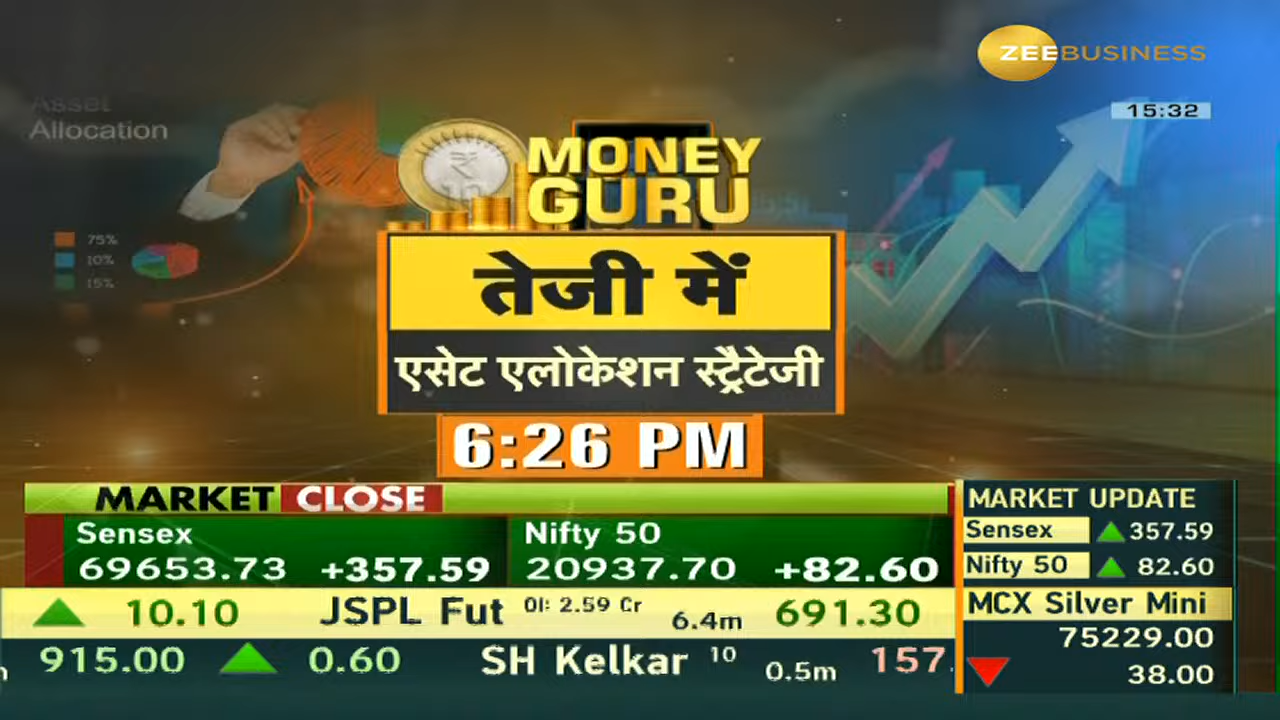 ZEEBUSINESS
15:32
Asset
Allocation
75%
10%
15%
MONEY
GURU
तेजी में
एसेट एलोकेशन स्ट्रैटेजी
6:26 PM
MARKET CLOSE
Sensex
69653.73 +357.59
Nifty 50
20937.70 +82.60
10.10 JSPL Fut OI: 2.59 Cr 6.4m 691.30
915.00 0.60 SH Kelkar 10 0.5m 157.
MARKET UPDATE
Sensex 357.59
Nifty 50 82.60
MCX Silver Mini
75229.00
38.00